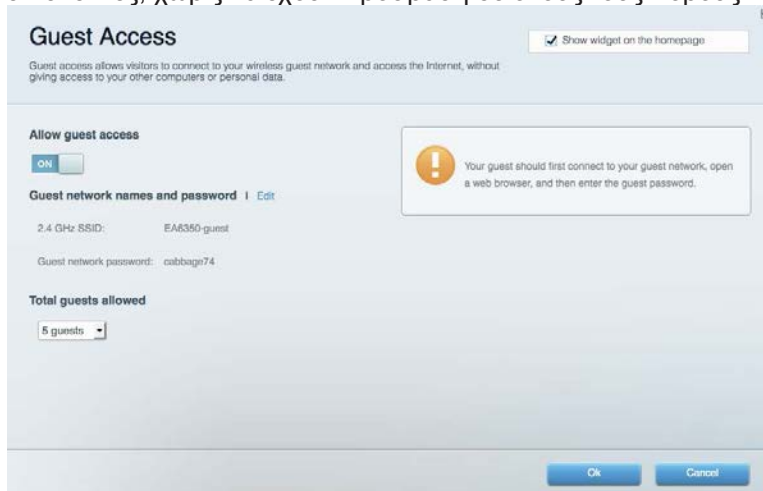 Guest Access
Show widget on the homepage
Guest access allows visitors to connect to your wireless guest network and access the Internet, without
giving access to your other computers or personal data.
Allow guest access
ON
Your guest should first connect to your guest network, open
a web browser, and then enter the guest password.
Guest network names and password | Edit
2.4 GHz SSID: EA6350-guest
Guest network password: cabbage74
Total guests allowed
5 guests
Ok
Cancel